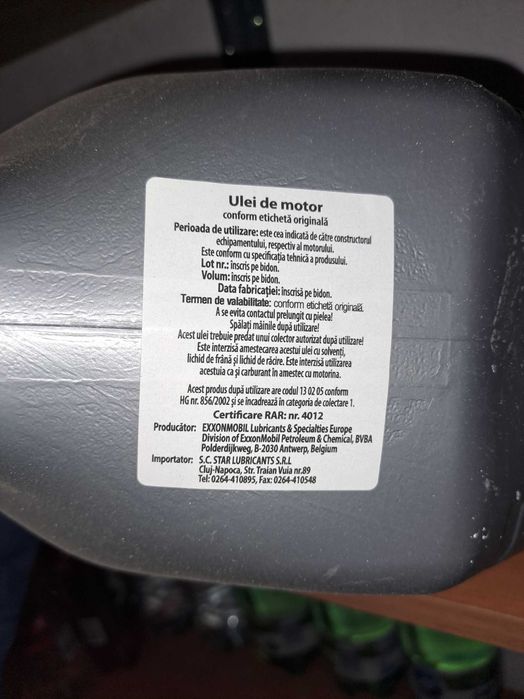 Ulei de motor
conform etichetă originală
Perioada de utilizare: este cea indicată de către constructorul
echipamentului, respectiv al motorului.
Este conform cu specificația tehnică a produsului.
Lot nr.: înscris pe bidon.
Volum: înscris pe bidon.
Data fabricației: înscrisă pe bidon.
Termen de valabilitate: conform etichetă originală.
A se evita contactul prelungit cu pielea!
Spălați mâinile după utilizare!
Acest ulei trebuie predat unui colector autorizat după utilizare!
Este interzisă amestecarea acestui ulei cu solvenți,
lichid de frână și lichid de răcire. Este interzisă utilizarea
acestuia ca și carburant în amestec cu motorina.
Acest produs după utilizare are codul 13 02 05 conform
HG nr. 856/2002 și se încadrează în categoria de colectare 1.
Certificare RAR: nr. 4012
Producător: EXXONMOBIL Lubricants & Specialties Europe
Division of ExxonMobil Petroleum & Chemical, BVBA
Polderdijkweg, B-2030 Antwerp, Belgium
Importator: S.C. STAR LUBRICANTS S.R.L
Cluj-Napoca, Str. Traian Vuia nr.89
Tel: 0264-410895, Fax: 0264-410548